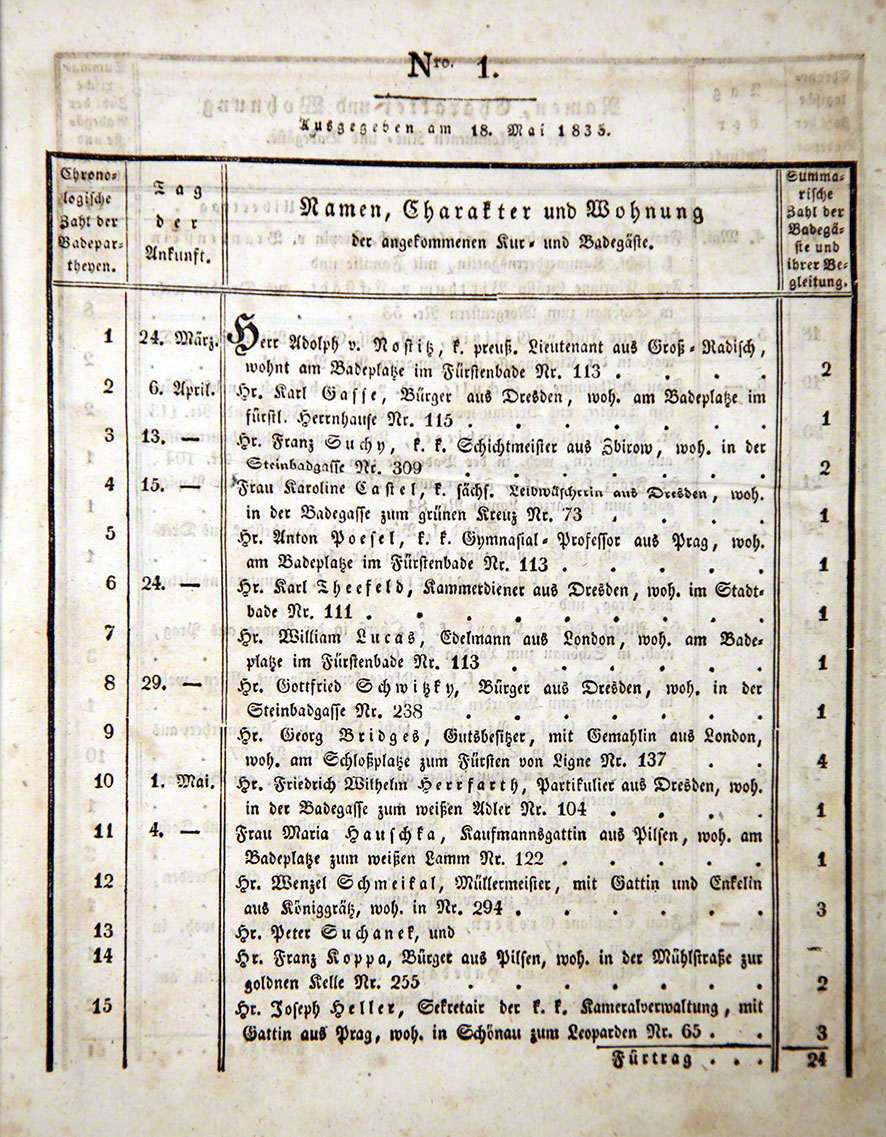 Nro. 1.
Ausgegeben am 18. Mai 1835.
Chrono-
logische
Zahl der
Badepar-
theyen.
Tag
der
Ankunft.
Namen, Charakter und Wohnung
der angekommenen Kur- und Badegäste.
Summa-
rische
Zahl der
Badegä-
ste und
ihrer Be-
gleitung.
1 24. März. Herr Adolph v. Nostitz, k. preuß. Lieutenant aus Groß-Radisch,
wohnt am Badeplatze im Fürstenbade Nr. 113 . . . . 2
2 6. April. Hr. Karl Gasse, Bürger aus Dresden, woh. am Badeplatze im
fürstl. Herrnhause Nr. 115 . . . . . . . 1
3 13. — Hr. Franz Suchy, k. k. Schichtmeister aus Zbirow, woh. in der
Steinbadgasse Nr. 309 . . . . . . . 2
4 15. — Frau Karoline Castel, k. sächs. Leibwäscherin aus Dresden, woh.
in der Badegasse zum grünen Kreuz Nr. 73 . . . . 1
5 Hr. Anton Poesel, k. k. Gymnasial-Professor aus Prag, woh.
am Badeplatze im Fürstenbade Nr. 113 . . . . . 1
6 24. — Hr. Karl Theefeld, Kammerdiener aus Dresden, woh. im Stadt-
bade Nr. 111 . . . . . . . . . 1
7 Hr. William Lucas, Edelmann aus London, woh. am Bade-
platze im Fürstenbade Nr. 113 . . . . . . 1
8 29. — Hr. Gottfried Schwitzky, Bürger aus Dresden, woh. in der
Steinbadgasse Nr. 238 . . . . . . . 1
9 Hr. Georg Bridges, Gutsbesitzer, mit Gemahlin aus London,
woh. am Schloßplatze zum Fürsten von Ligne Nr. 137 . . 4
10 1. Mai. Hr. Friedrich Wilhelm Herrfarth, Partikulier aus Dresden, woh.
in der Badegasse zum weißen Adler Nr. 104 . . . . 1
11 4. — Frau Maria Hauschka, Kaufmannsgattin aus Pilsen, woh. am
Badeplatze zum weißen Lamm Nr. 122 . . . . . 1
12 Hr. Wenzel Schmeikal, Müllermeister, mit Gattin und Enkelin
aus Königgrätz, woh. in Nr. 294 . . . . . . 3
13 Hr. Peter Suchanek, und
14 Hr. Franz Koppa, Bürger aus Pilsen, woh. in der Mühlstraße zur
goldnen Kelle Nr. 255 . . . . . . . 2
15 Hr. Joseph Heller, Sekretair der k. k. Kameralverwaltung, mit
Gattin aus Prag, woh. in Schönau zum Leoparden Nr. 65 . . 3
Fürtrag . . . 24